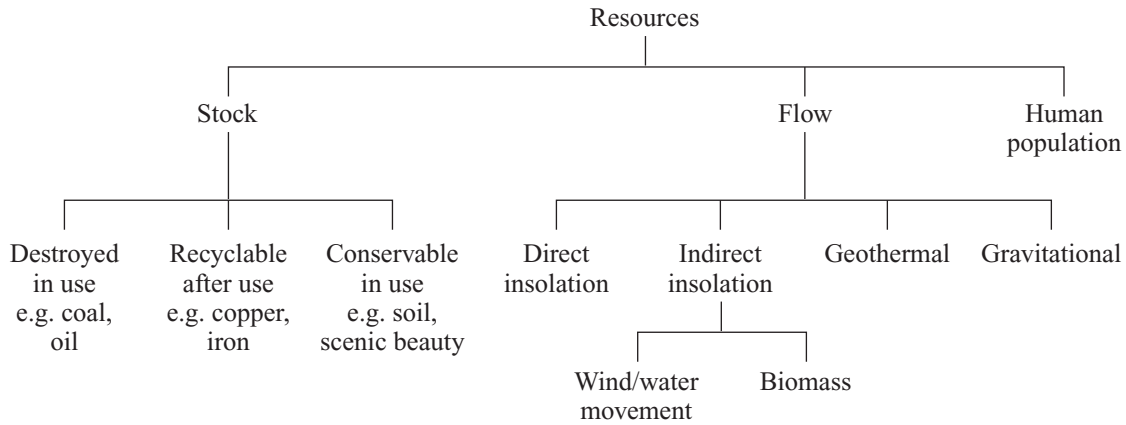 Resources
Stock
Flow
Human
population
Destroyed
in use
e.g. coal,
oil
Recyclable
after use
e.g. copper,
iron
Conservable
in use
e.g. soil,
scenic beauty
Direct
insolation
Indirect
insolation
Geothermal
Gravitational
Wind/water
movement
Biomass